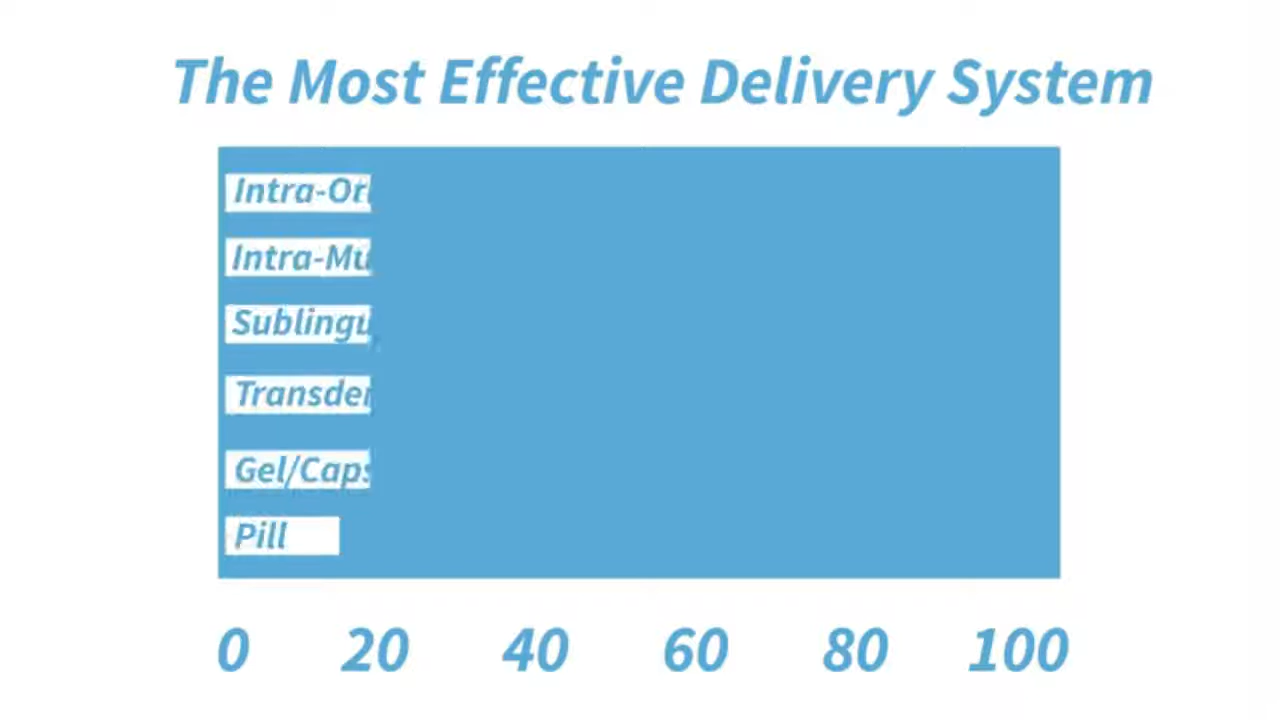 The Most Effective Delivery System
Intra-Or
Intra-Mu
Sublingu
Transder
Gel/Caps
Pill
0 20 40 60 80 100